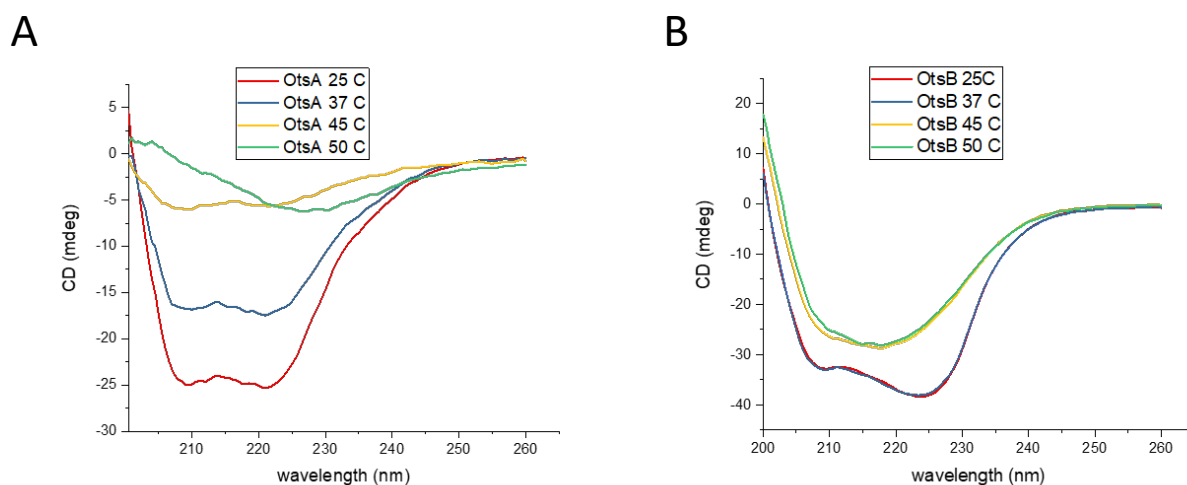 A
B
OtsA 25 C
OtsA 37 C
OtsA 45 C
OtsA 50 C
5
0
-5
-10
-15
-20
-25
-30
CD (mdeg)
210 220 230 240 250 260
wavelength (nm)
OtsB 25C
OtsB 37 C
OtsB 45 C
OtsB 50 C
20
10
0
-10
-20
-30
-40
CD (mdeg)
200 210 220 230 240 250 260
wavelength (nm)